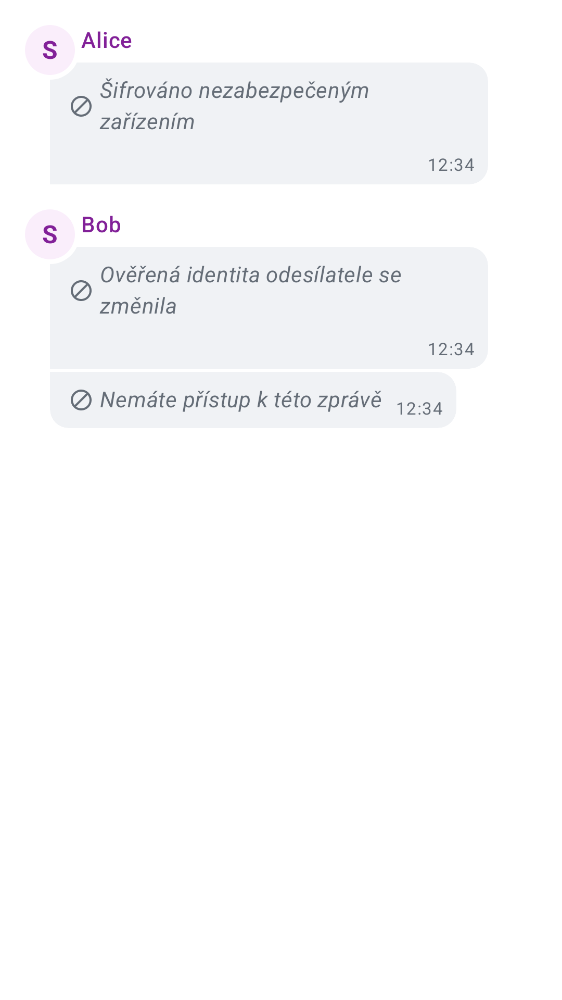 S Alice
Šifrováno nezabezpečeným
zařízením
12:34
S Bob
Ověřená identita odesílatele se
změnila
12:34
Nemáte přístup k této zprávě 12:34